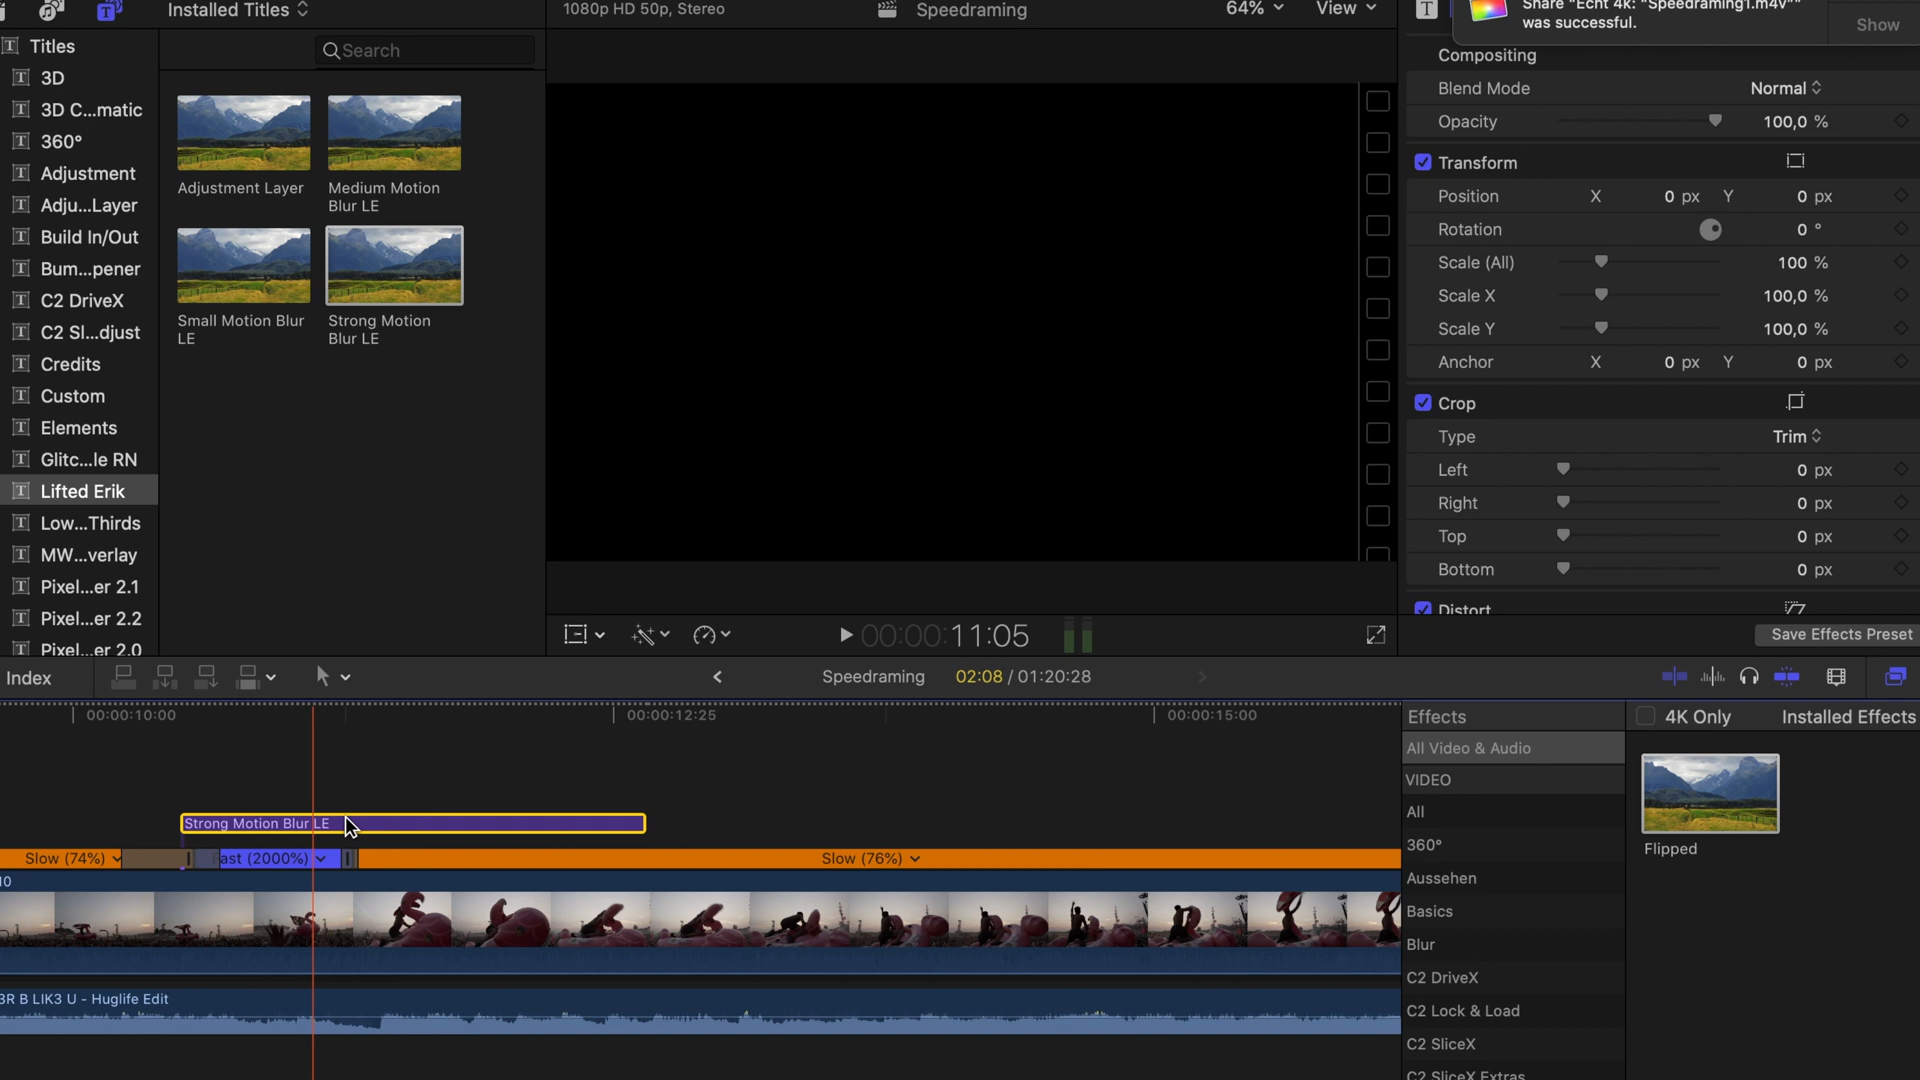 Installed Titles
1080p HD 50p, Stereo
Speedraming
64%
View
Share "Echt 4k: "Speedraming1.m4v""
was successful.
Show
Titles
3D
3D C...matic
360°
Adjustment
Adju...Layer
Build In/Out
Bum...pener
C2 DriveX
C2 Sl...djust
Credits
Custom
Elements
Glitc...le RN
Lifted Erik
Low...Thirds
MW...verlay
Pixel...er 2.1
Pixel...er 2.2
Pixel...er 2.0
Search
Adjustment Layer
Medium Motion
Blur LE
Small Motion Blur
LE
Strong Motion
Blur LE
Compositing
Blend Mode
Normal
Opacity
100,0 %
Transform
Position
X
0 px
Y
0 px
Rotation
0 °
Scale (All)
100 %
Scale X
100,0 %
Scale Y
100,0 %
Anchor
X
0 px
Y
0 px
Crop
Type
Trim
Left
0 px
Right
0 px
Top
0 px
Bottom
0 px
Distort
Save Effects Preset
00:00:11:05
Index
Speedraming
02:08 / 01:20:28
00:00:10:00
00:00:12:25
00:00:15:00
Strong Motion Blur LE
Slow (74%)
ast (2000%)
Slow (76%)
10
3R B LIK3 U - Huglife Edit
Effects
4K Only
Installed Effects
All Video & Audio
VIDEO
All
360°
Aussehen
Basics
Blur
C2 DriveX
C2 Lock & Load
C2 SliceX
C2 SliceX Extras
Flipped